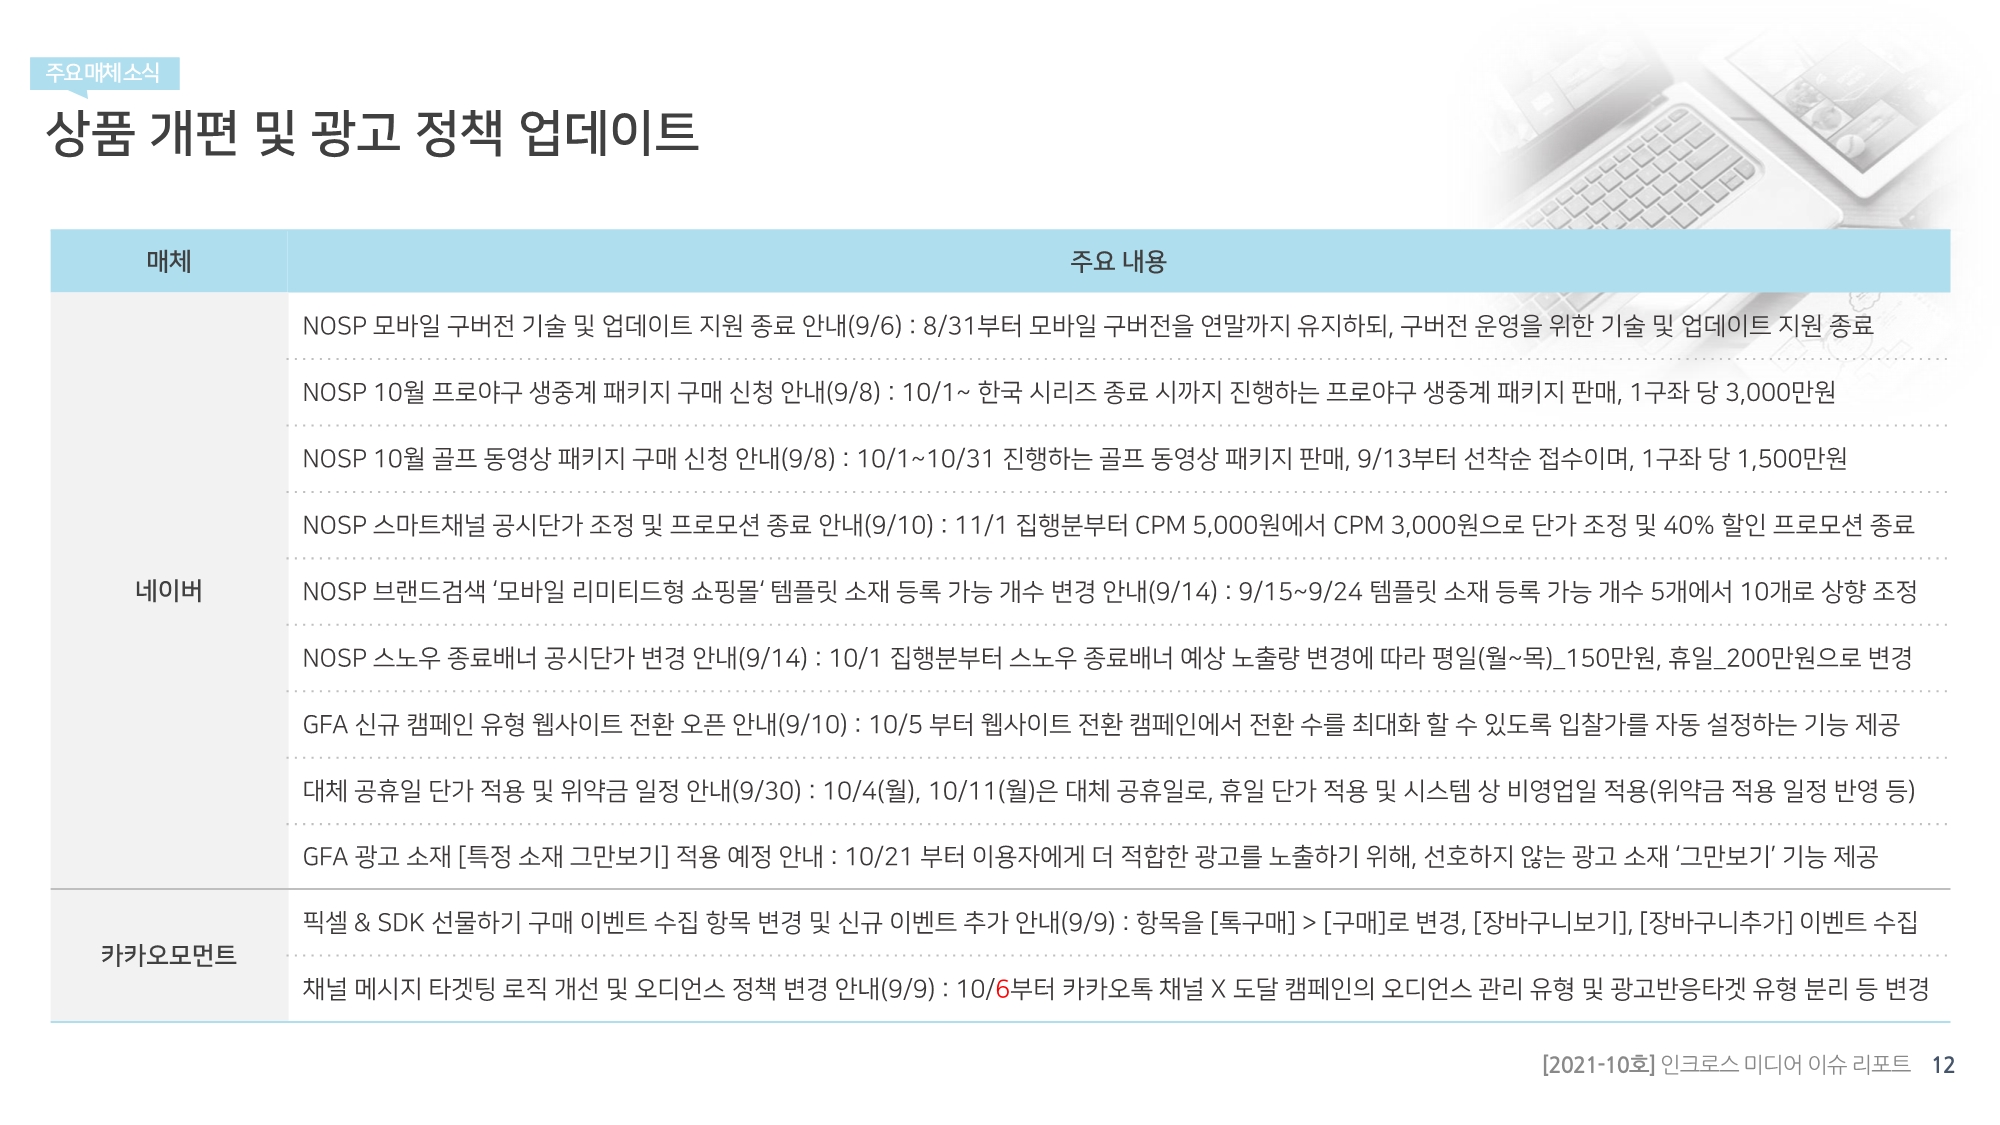 주요 매체 소식
상품 개편 및 광고 정책 업데이트
매체
주요 내용
네이버
NOSP 모바일 구버전 기술 및 업데이트 지원 종료 안내(9/6) : 8/31부터 모바일 구버전을 연말까지 유지하되, 구버전 운영을 위한 기술 및 업데이트 지원 종료
NOSP 10월 프로야구 생중계 패키지 구매 신청 안내(9/8) : 10/1~ 한국 시리즈 종료 시까지 진행하는 프로야구 생중계 패키지 판매, 1구좌 당 3,000만원
NOSP 10월 골프 동영상 패키지 구매 신청 안내(9/8) : 10/1~10/31 진행하는 골프 동영상 패키지 판매, 9/13부터 선착순 접수이며, 1구좌 당 1,500만원
NOSP 스마트채널 공시단가 조정 및 프로모션 종료 안내(9/10) : 11/1 집행분부터 CPM 5,000원에서 CPM 3,000원으로 단가 조정 및 40% 할인 프로모션 종료
NOSP 브랜드검색 ‘모바일 리미티드형 쇼핑몰‘ 템플릿 소재 등록 가능 개수 변경 안내(9/14) : 9/15~9/24 템플릿 소재 등록 가능 개수 5개에서 10개로 상향 조정
NOSP 스노우 종료배너 공시단가 변경 안내(9/14) : 10/1 집행분부터 스노우 종료배너 예상 노출량 변경에 따라 평일(월~목)_150만원, 휴일_200만원으로 변경
GFA 신규 캠페인 유형 웹사이트 전환 오픈 안내(9/10) : 10/5 부터 웹사이트 전환 캠페인에서 전환 수를 최대화 할 수 있도록 입찰가를 자동 설정하는 기능 제공
대체 공휴일 단가 적용 및 위약금 일정 안내(9/30) : 10/4(월), 10/11(월)은 대체 공휴일로, 휴일 단가 적용 및 시스템 상 비영업일 적용(위약금 적용 일정 반영 등)
GFA 광고 소재 [특정 소재 그만보기] 적용 예정 안내 : 10/21 부터 이용자에게 더 적합한 광고를 노출하기 위해, 선호하지 않는 광고 소재 ‘그만보기’ 기능 제공
카카오모먼트
픽셀 & SDK 선물하기 구매 이벤트 수집 항목 변경 및 신규 이벤트 추가 안내(9/9) : 항목을 [톡구매] > [구매]로 변경, [장바구니보기], [장바구니추가] 이벤트 수집
채널 메시지 타겟팅 로직 개선 및 오디언스 정책 변경 안내(9/9) : 10/6부터 카카오톡 채널 X 도달 캠페인의 오디언스 관리 유형 및 광고반응타겟 유형 분리 등 변경
[2021-10호] 인크로스 미디어 이슈 리포트 12